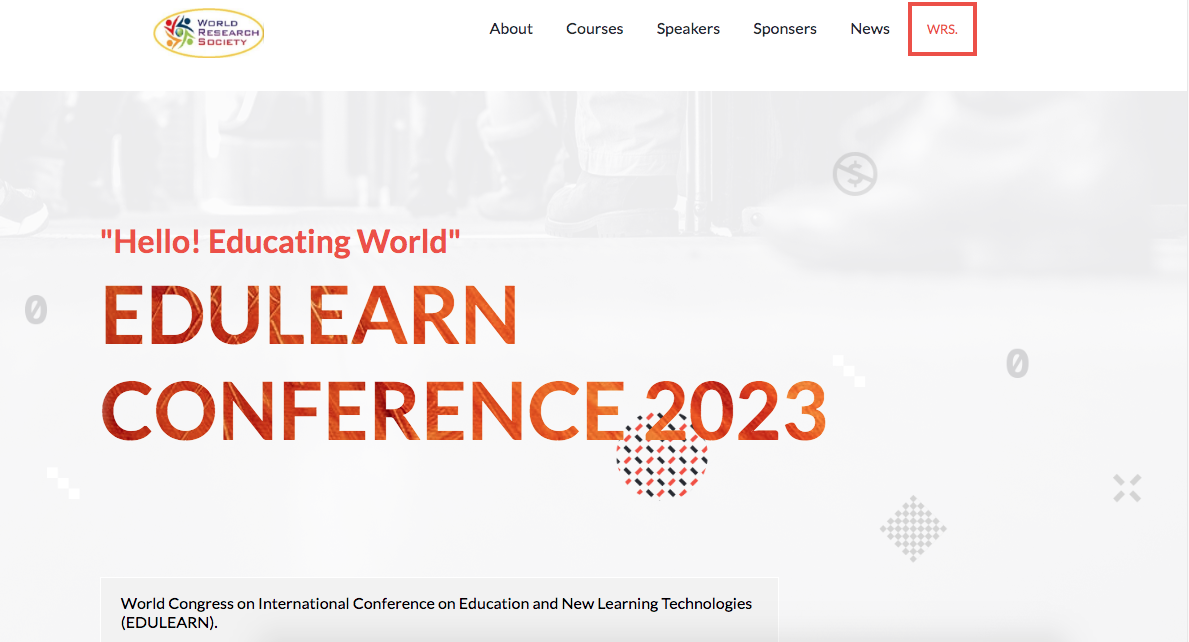 WORLD
RESEARCH
SOCIETY
About Courses Speakers Sponsers News WRS.
"Hello! Educating World"
EDULEARN
CONFERENCE 2023
World Congress on International Conference on Education and New Learning Technologies
(EDULEARN).